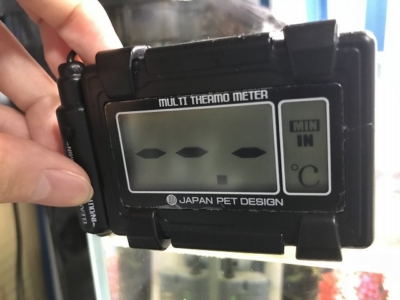 MULTI THERMO METER
--.-
MIN
IN
°C
JAPAN PET DESIGN